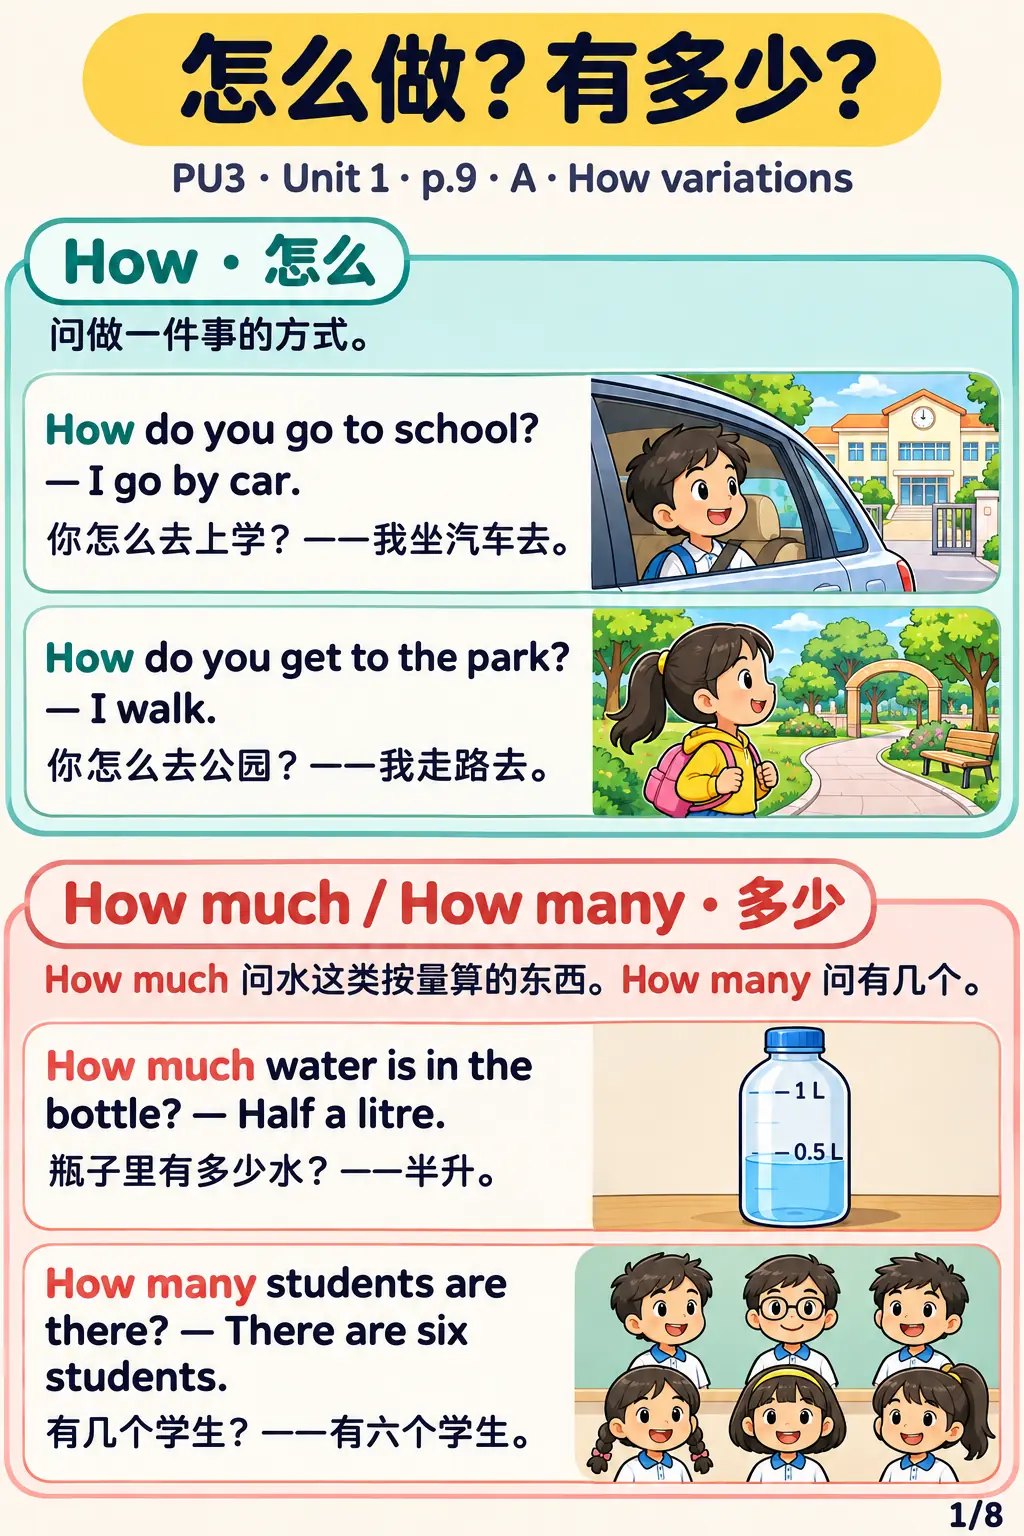 怎么做？有多少？
PU3 · Unit 1 · p.9 · A · How variations
How · 怎么
问做一件事的方式。
How do you go to school?
— I go by car.
你怎么去上学？——我坐汽车去。
How do you get to the park?
— I walk.
你怎么去公园？——我走路去。
How much / How many · 多少
How much 问水这类按量算的东西。How many 问有几个。
How much water is in the
bottle? — Half a litre.
瓶子里有多少水？——半升。
1 L
0.5 L
How many students are
there? — There are six
students.
有几个学生？——有六个学生。
1/8